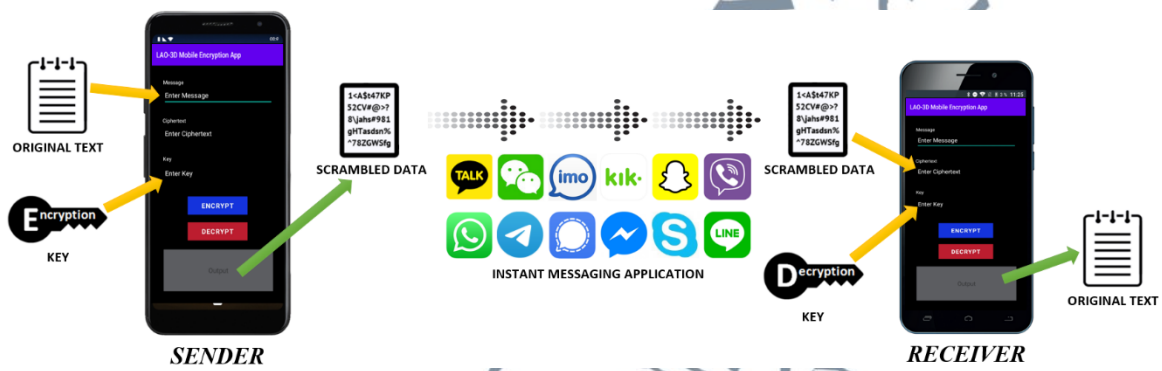 LAO-3D Mobile Encryption App
Message
Enter Message
Ciphertext
Enter Ciphertext
Key
Enter Key
ENCRYPT
DECRYPT
Output
ORIGINAL TEXT
Encryption
KEY
SENDER
1<A$t47KP
52CV#@>?
8\jahs#981
gHTasdsn%
^78ZGWSfg
SCRAMBLED DATA
TALK
imo
kik.
S
LINE
INSTANT MESSAGING APPLICATION
1<A$t47KP
52CV#@>?
8\jahs#981
gHTasdsn%
^78ZGWSfg
SCRAMBLED DATA
Decryption
KEY
11:25
LAO-3D Mobile Encryption App
Message
Enter Message
Ciphertext
Enter Ciphertext
Key
Enter Key
ENCRYPT
DECRYPT
Output
ORIGINAL TEXT
RECEIVER